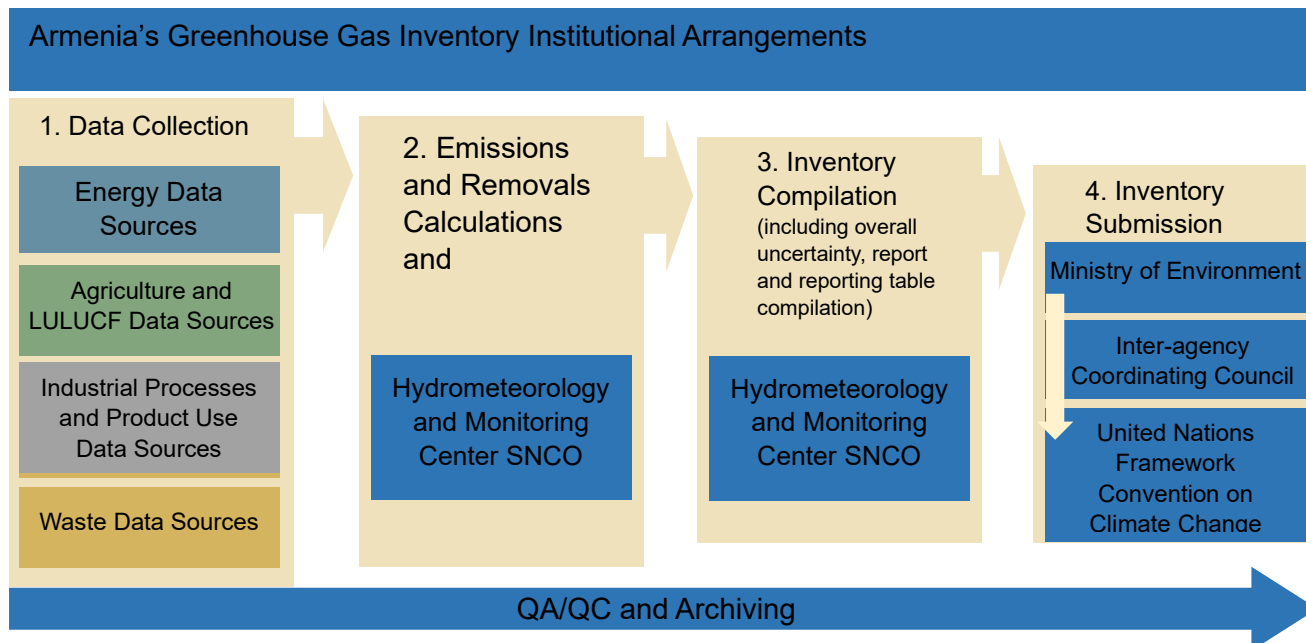 Armenia's Greenhouse Gas Inventory Institutional Arrangements
1. Data Collection
Energy Data
Sources
Agriculture and
LULUCF Data Sources
Industrial Processes
and Product Use
Data Sources
Waste Data Sources
2. Emissions
and Removals
Calculations
and
Hydrometeorology
and Monitoring
Center SNCO
3. Inventory
Compilation
(including overall
uncertainty, report
and reporting table
compilation)
Hydrometeorology
and Monitoring
Center SNCO
4. Inventory
Submission
Ministry of Environment
Inter-agency
Coordinating Council
United Nations
Framework
Convention on
Climate Change
QA/QC and Archiving